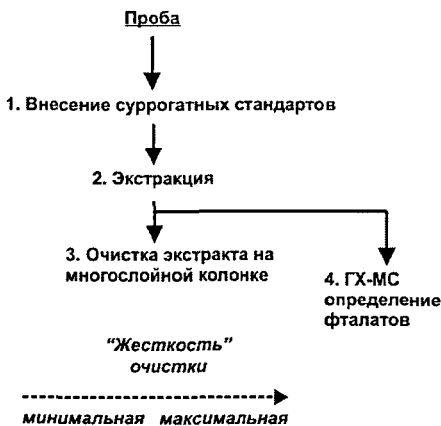 Проба
1. Внесение суррогатных стандартов
2. Экстракция
3. Очистка экстракта на
многослойной колонке
4. ГХ-МС
определение
фталатов
"Жесткость"
очистки
минимальная максимальная